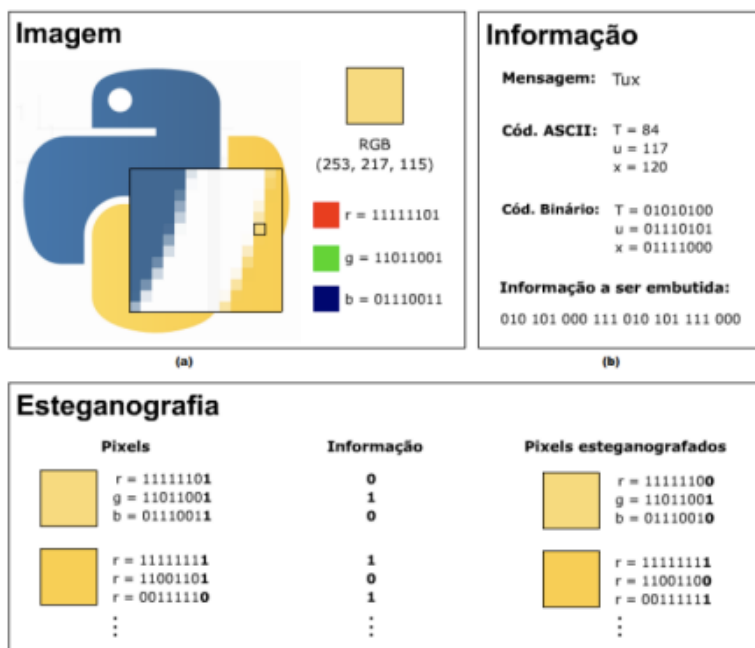 Imagem
RGB
(253, 217, 115)
r = 11111101
g = 11011001
b = 01110011
(a)
Informação
Mensagem: Tux
Cód. ASCII: T = 84
u = 117
x = 120
Cód. Binário: T = 01010100
u = 01110101
x = 01111000
Informação a ser embutida:
010 101 000 111 010 101 111 000
(b)
Esteganografia
Pixels Informação Pixels esteganografados
r = 11111101 0 r = 11111100
g = 11011001 1 g = 11011001
b = 01110011 0 b = 01110010
r = 11111111 1 r = 11111111
r = 11001101 0 r = 11001100
r = 00111110 1 r = 00111111